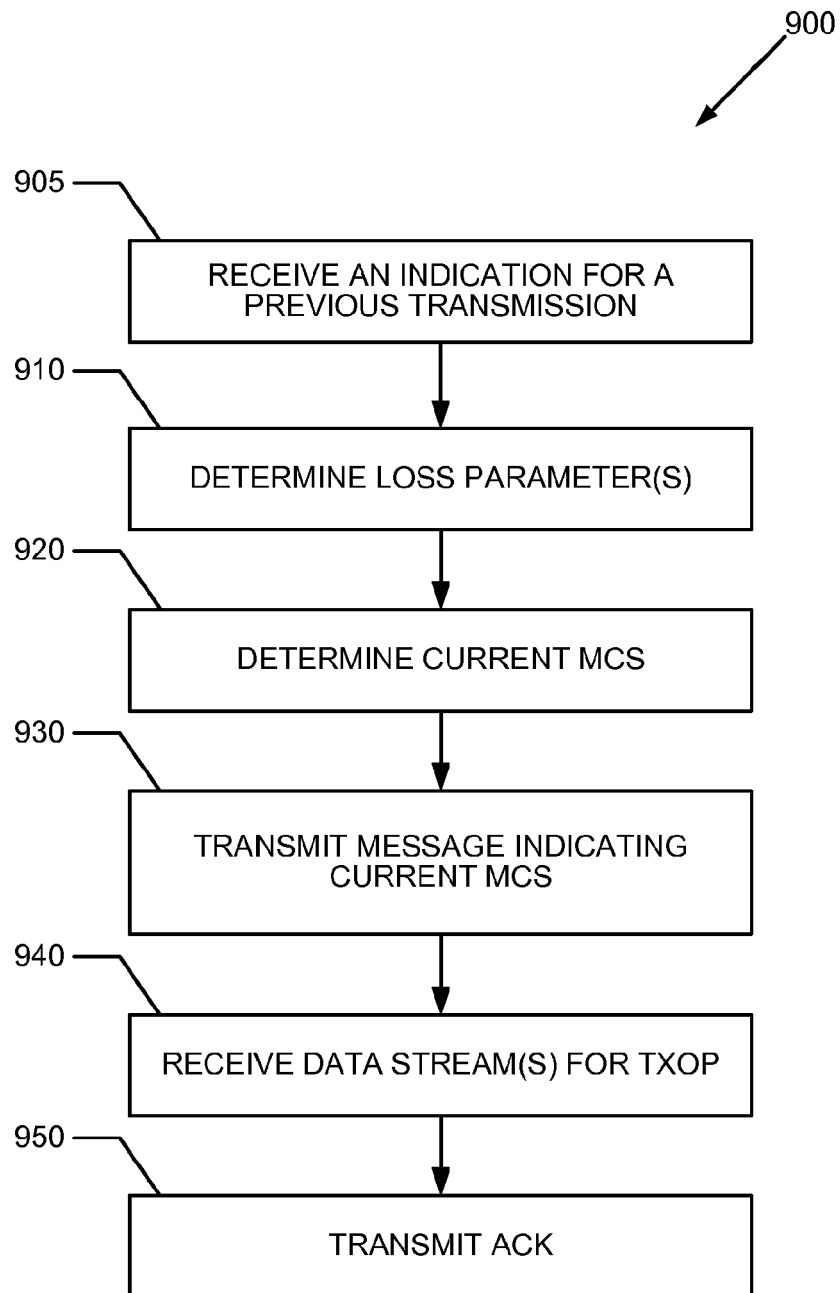 900
905
RECEIVE AN INDICATION FOR A
PREVIOUS TRANSMISSION
910
DETERMINE LOSS PARAMETER(S)
920
DETERMINE CURRENT MCS
930
TRANSMIT MESSAGE INDICATING
CURRENT MCS
940
RECEIVE DATA STREAM(S) FOR TXOP
950
TRANSMIT ACK